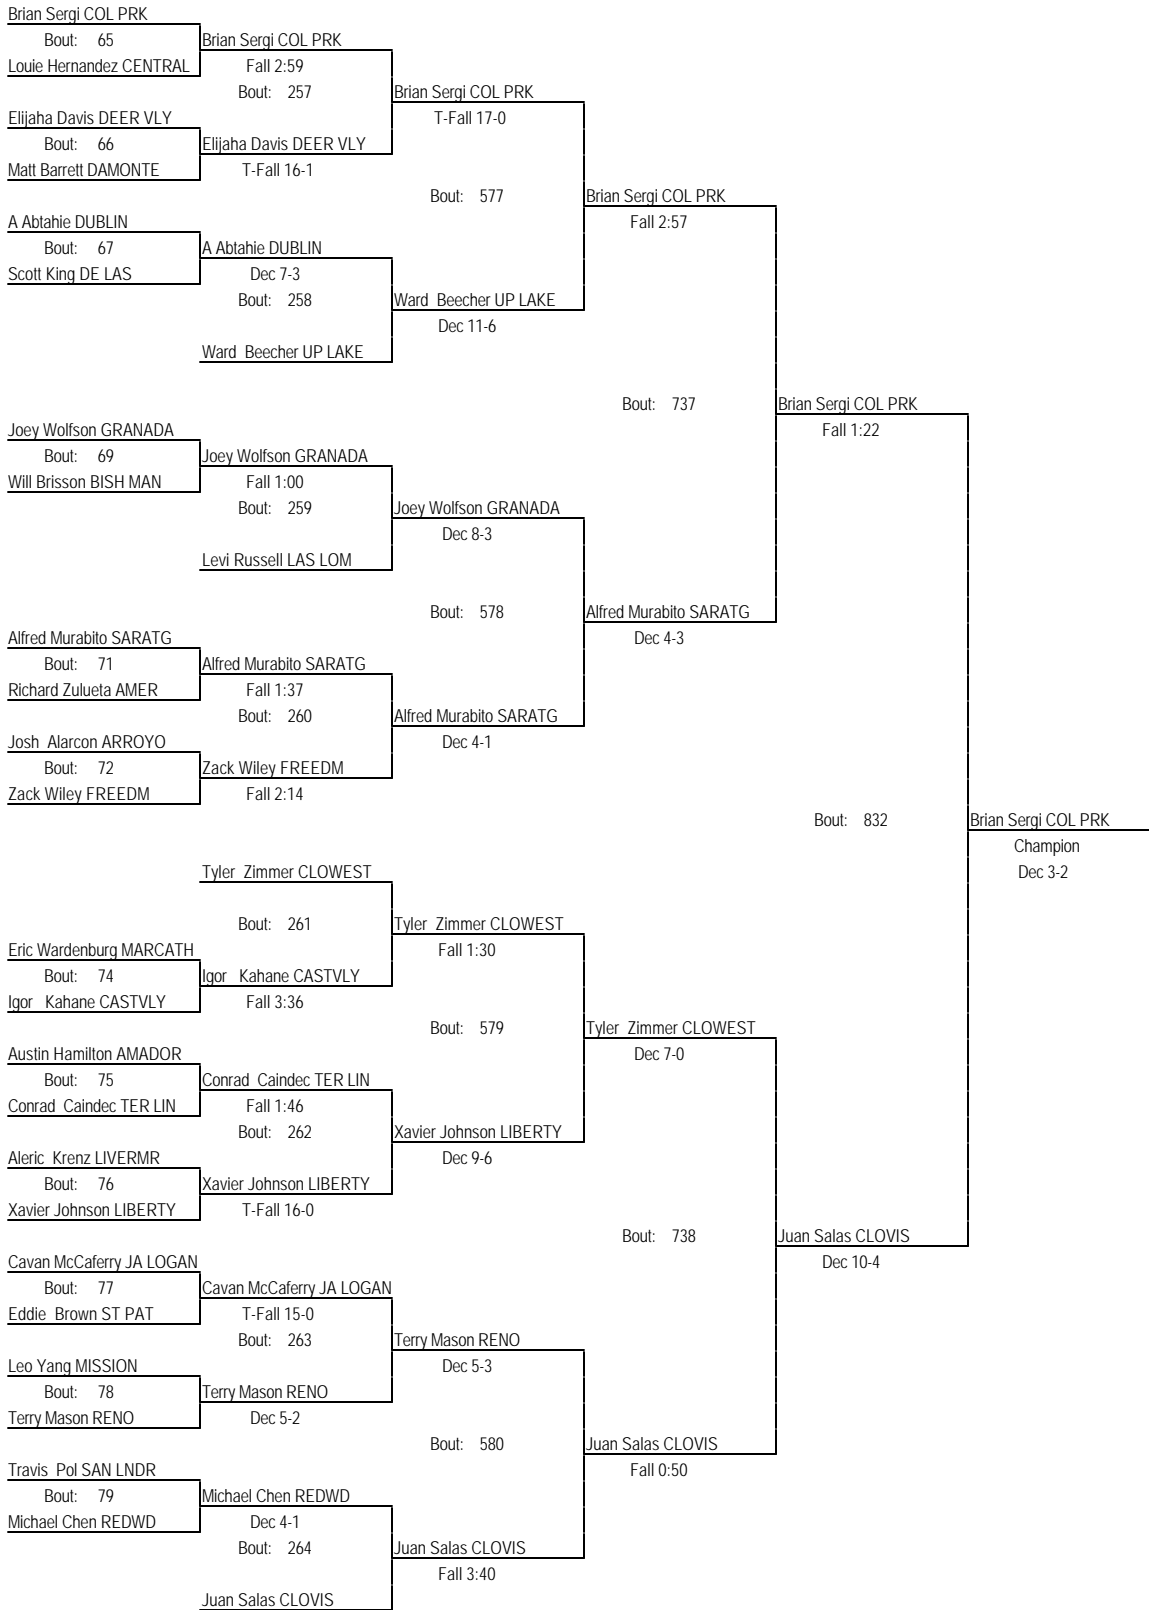 Brian Sergi COL PRK
Bout: 65
Brian Sergi COL PRK
Louie Hernandez CENTRAL
Fall 2:59
Bout: 257
Brian Sergi COL PRK
Elijaha Davis DEER VLY
T-Fall 17-0
Bout: 66
Elijaha Davis DEER VLY
Matt Barrett DAMONTE
T-Fall 16-1
Bout: 577
Brian Sergi COL PRK
A Abtahie DUBLIN
Fall 2:57
Bout: 67
A Abtahie DUBLIN
Scott King DE LAS
Dec 7-3
Bout: 258
Ward Beecher UP LAKE
Dec 11-6
Ward Beecher UP LAKE
Bout: 737
Brian Sergi COL PRK
Joey Wolfson GRANADA
Fall 1:22
Bout: 69
Joey Wolfson GRANADA
Will Brisson BISH MAN
Fall 1:00
Bout: 259
Joey Wolfson GRANADA
Dec 8-3
Levi Russell LAS LOM
Bout: 578
Alfred Murabito SARATG
Alfred Murabito SARATG
Dec 4-3
Bout: 71
Alfred Murabito SARATG
Richard Zulueta AMER
Fall 1:37
Bout: 260
Alfred Murabito SARATG
Josh Alarcon ARROYO
Dec 4-1
Bout: 72
Zack Wiley FREEDM
Zack Wiley FREEDM
Fall 2:14
Bout: 832
Brian Sergi COL PRK
Champion
Tyler Zimmer CLOWEST
Dec 3-2
Bout: 261
Tyler Zimmer CLOWEST
Eric Wardenburg MARCATH
Fall 1:30
Bout: 74
Igor Kahane CASTVLY
Igor Kahane CASTVLY
Fall 3:36
Bout: 579
Tyler Zimmer CLOWEST
Austin Hamilton AMADOR
Dec 7-0
Bout: 75
Conrad Caindec TER LIN
Conrad Caindec TER LIN
Fall 1:46
Bout: 262
Xavier Johnson LIBERTY
Aleric Krenz LIVERMR
Dec 9-6
Bout: 76
Xavier Johnson LIBERTY
Xavier Johnson LIBERTY
T-Fall 16-0
Bout: 738
Juan Salas CLOVIS
Cavan McCaferry JA LOGAN
Dec 10-4
Bout: 77
Cavan McCaferry JA LOGAN
Eddie Brown ST PAT
T-Fall 15-0
Bout: 263
Terry Mason RENO
Leo Yang MISSION
Dec 5-3
Bout: 78
Terry Mason RENO
Terry Mason RENO
Dec 5-2
Bout: 580
Juan Salas CLOVIS
Travis Pol SAN LNDR
Fall 0:50
Bout: 79
Michael Chen REDWD
Michael Chen REDWD
Dec 4-1
Bout: 264
Juan Salas CLOVIS
Fall 3:40
Juan Salas CLOVIS